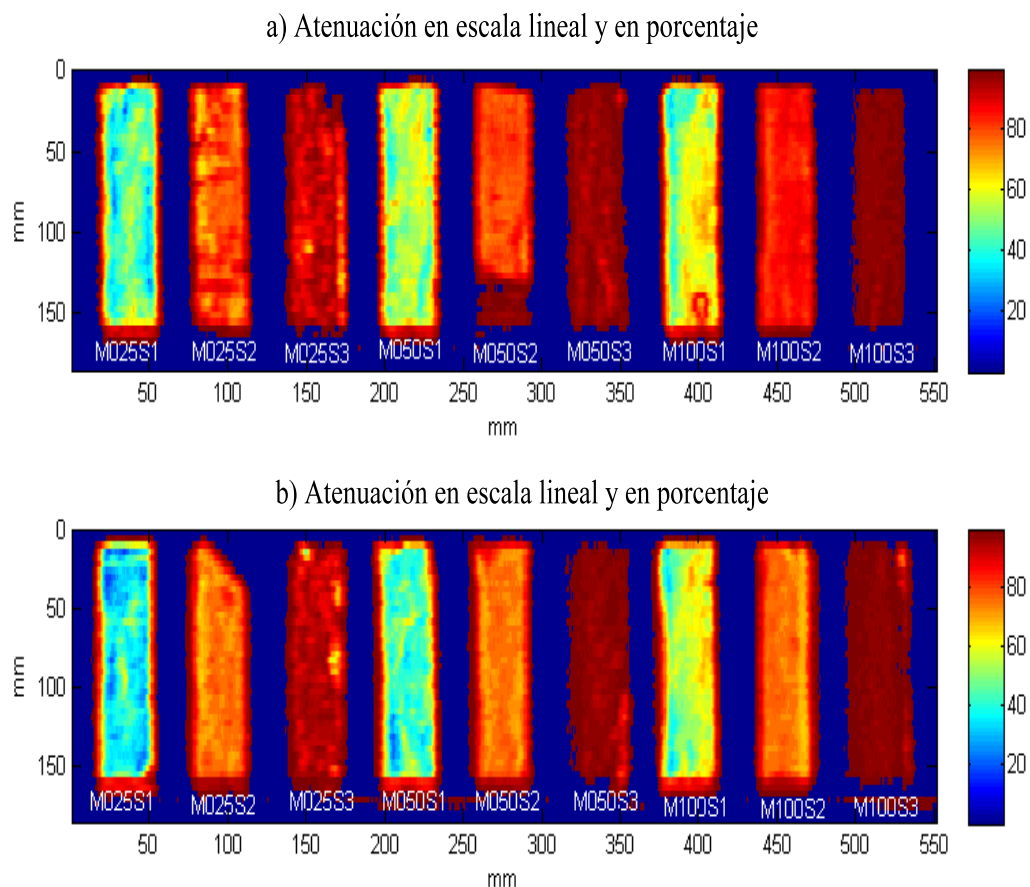 a) Atenuación en escala lineal y en porcentaje
0
50
100
150
mm
M025S1 M025S2 M025S3 M050S1 M050S2 M050S3 M100S1 M100S2 M100S3
50 100 150 200 250 300 350 400 450 500 550
mm
80
60
40
20
b) Atenuación en escala lineal y en porcentaje
0
50
100
150
mm
M025S1 M025S2 M025S3 M050S1 M050S2 M050S3 M100S1 M100S2 M100S3
50 100 150 200 250 300 350 400 450 500 550
mm
80
60
40
20